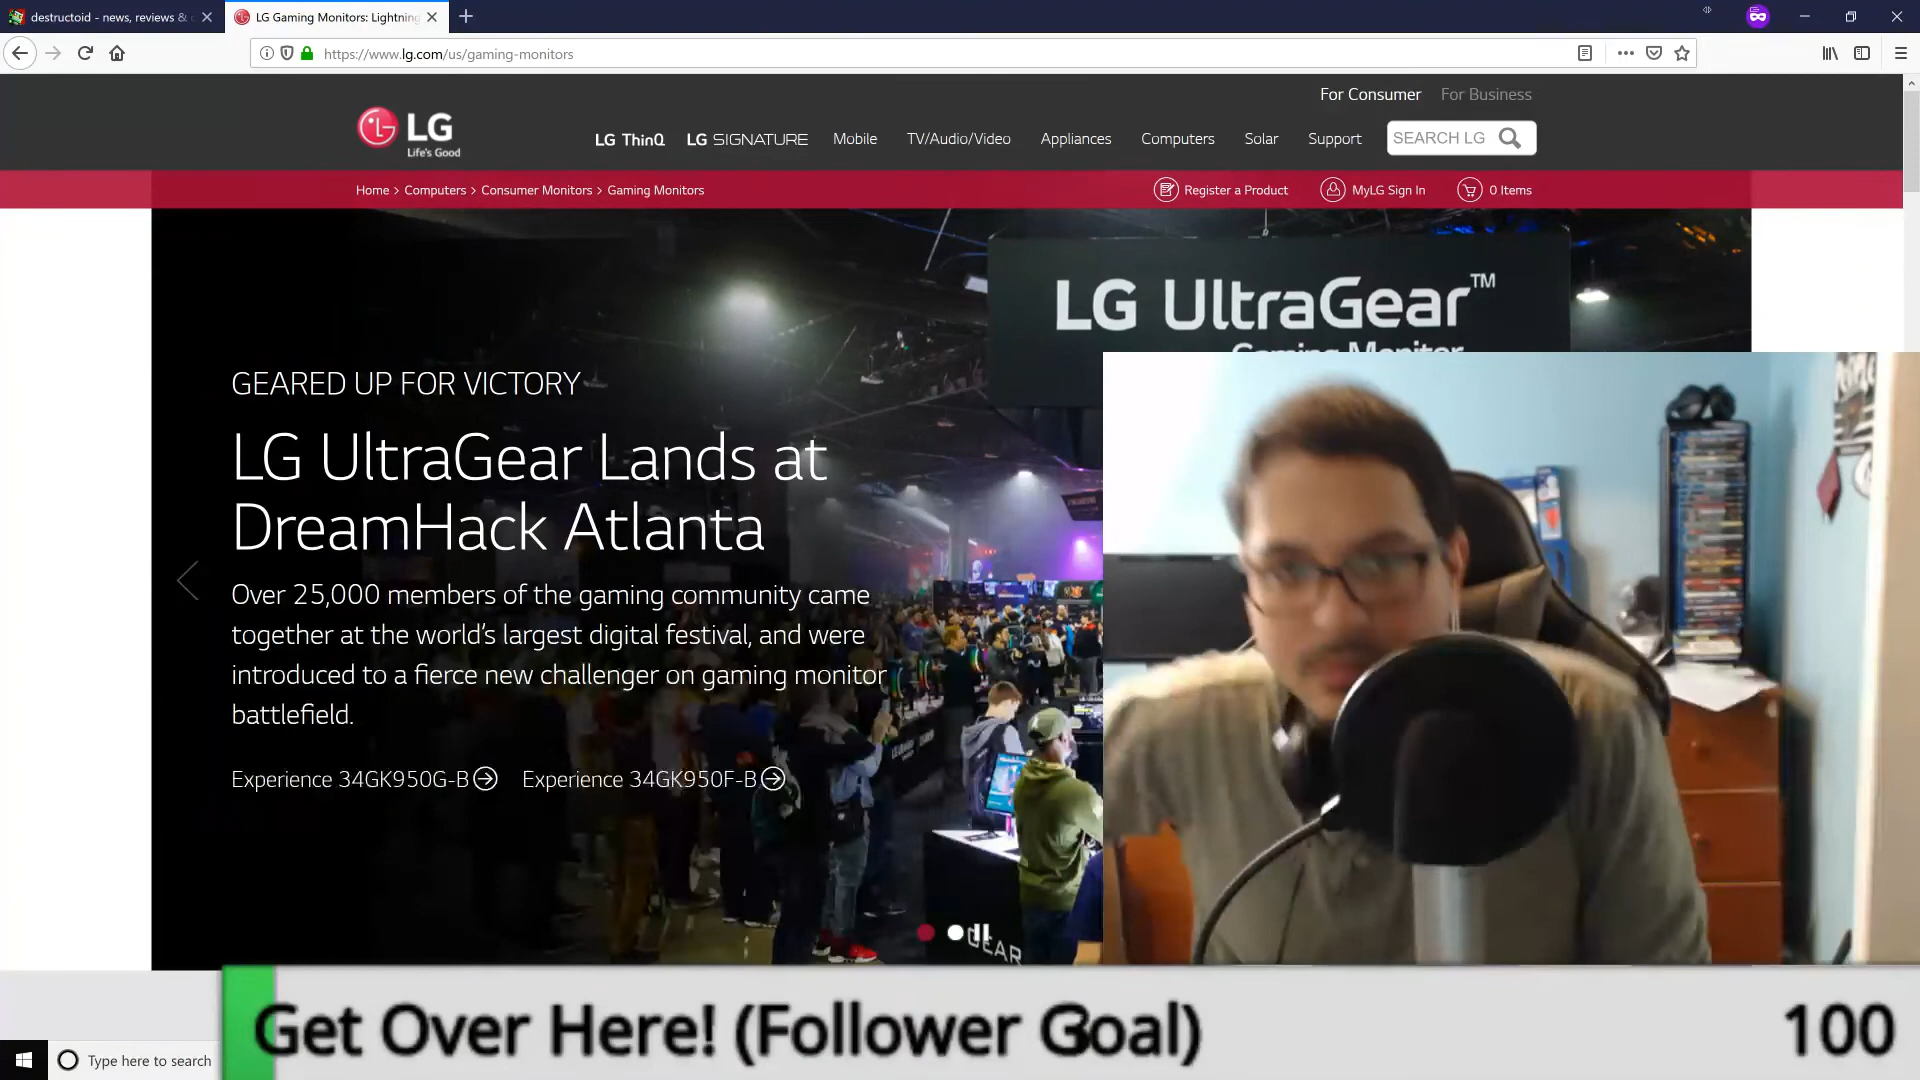 destructoid - news, reviews &
LG Gaming Monitors: Lightning
https://www.lg.com/us/gaming-monitors
For Consumer For Business
LG
Life's Good
LG ThinQ LG SIGNATURE Mobile TV/Audio/Video Appliances Computers Solar Support SEARCH LG
Home > Computers > Consumer Monitors > Gaming Monitors
Register a Product MyLG Sign In 0 Items
LG UltraGear™
Gaming Monitor
GEARED UP FOR VICTORY
LG UltraGear Lands at
DreamHack Atlanta
Over 25,000 members of the gaming community came
together at the world's largest digital festival, and were
introduced to a fierce new challenger on gaming monitor
battlefield.
Experience 34GK950G-B Experience 34GK950F-B
GEAR
Get Over Here! (Follower Goal) 3 100
Type here to search